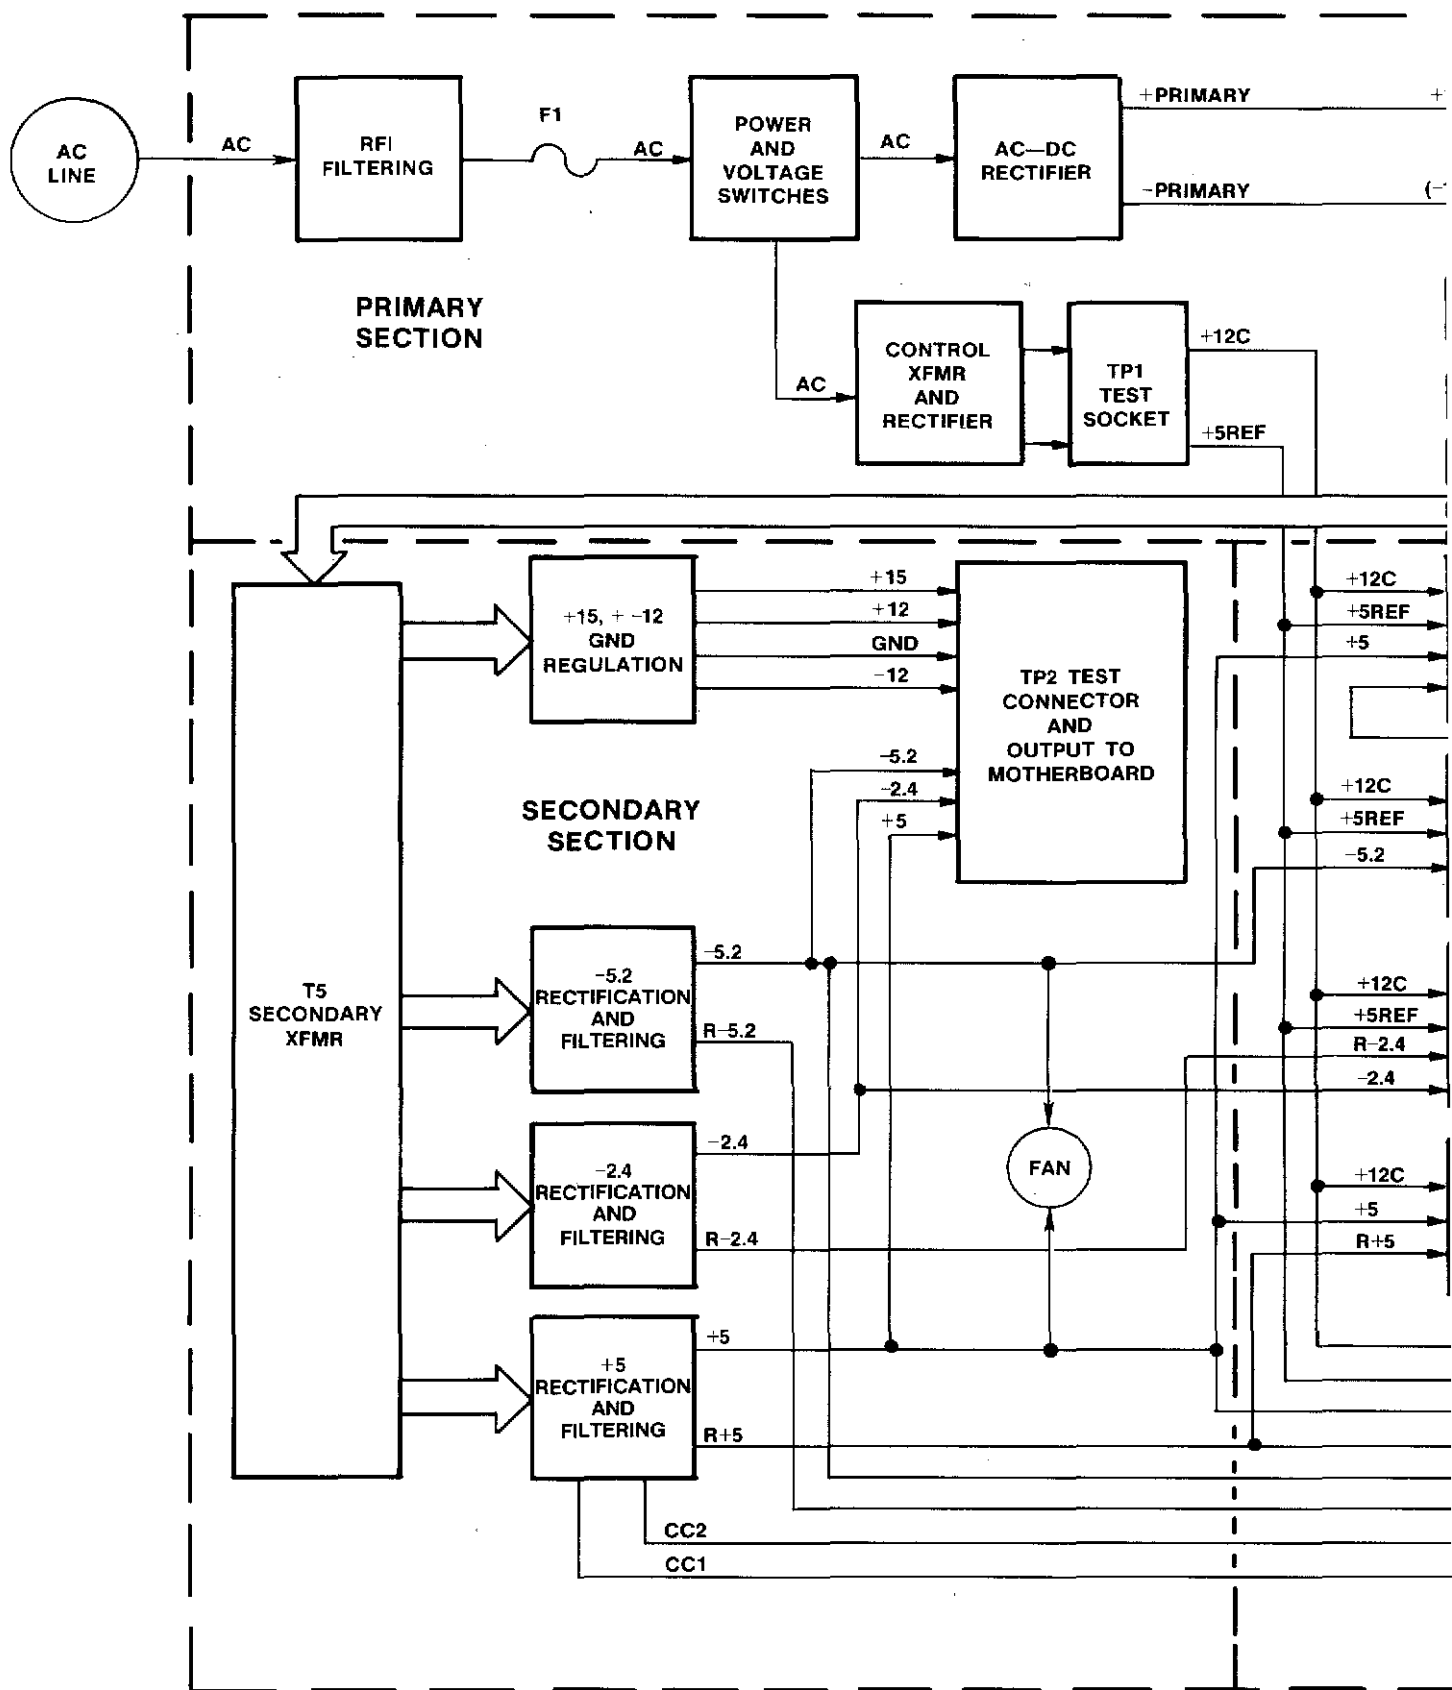 AC
LINE
AC
RFI
FILTERING
F1
AC
POWER
AND
VOLTAGE
SWITCHES
AC
AC—DC
RECTIFIER
+PRIMARY
+
-PRIMARY
(-
PRIMARY
SECTION
AC
CONTROL
XFMR
AND
RECTIFIER
TP1
TEST
SOCKET
+12C
+5REF
T5
SECONDARY
XFMR
+15, + -12
GND
REGULATION
+15
+12
GND
-12
-5.2
-2.4
+5
TP2 TEST
CONNECTOR
AND
OUTPUT TO
MOTHERBOARD
SECONDARY
SECTION
+12C
+5REF
+5
+12C
+5REF
-5.2
-5.2
RECTIFICATION
AND
FILTERING
-5.2
R-5.2
+12C
+5REF
R-2.4
-2.4
-2.4
RECTIFICATION
AND
FILTERING
-2.4
R-2.4
FAN
+12C
+5
R+5
+5
RECTIFICATION
AND
FILTERING
+5
R+5
CC2
CC1